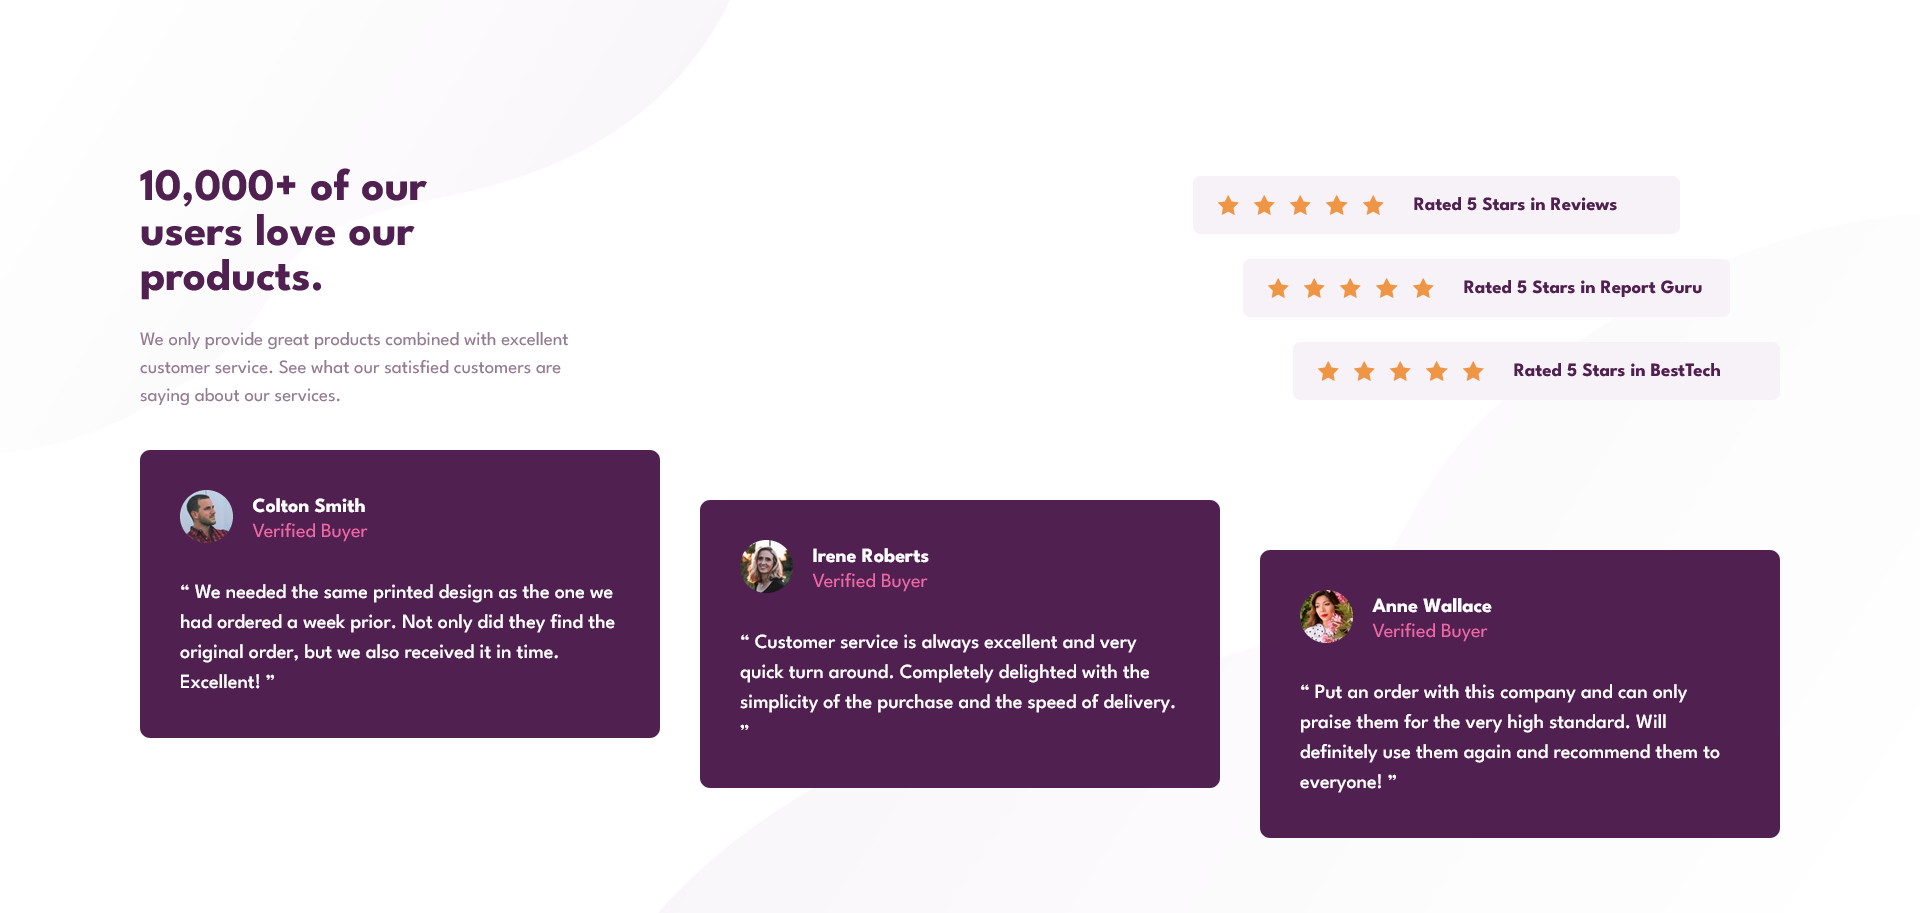 10,000+ of our
users love our
products.
We only provide great products combined with excellent
customer service. See what our satisfied customers are
saying about our services.
Rated 5 Stars in Reviews
Rated 5 Stars in Report Guru
Rated 5 Stars in BestTech
Colton Smith
Verified Buyer
“ We needed the same printed design as the one we
had ordered a week prior. Not only did they find the
original order, but we also received it in time.
Excellent! ”
Irene Roberts
Verified Buyer
“ Customer service is always excellent and very
quick turn around. Completely delighted with the
simplicity of the purchase and the speed of delivery.
”
Anne Wallace
Verified Buyer
“ Put an order with this company and can only
praise them for the very high standard. Will
definitely use them again and recommend them to
everyone! ”